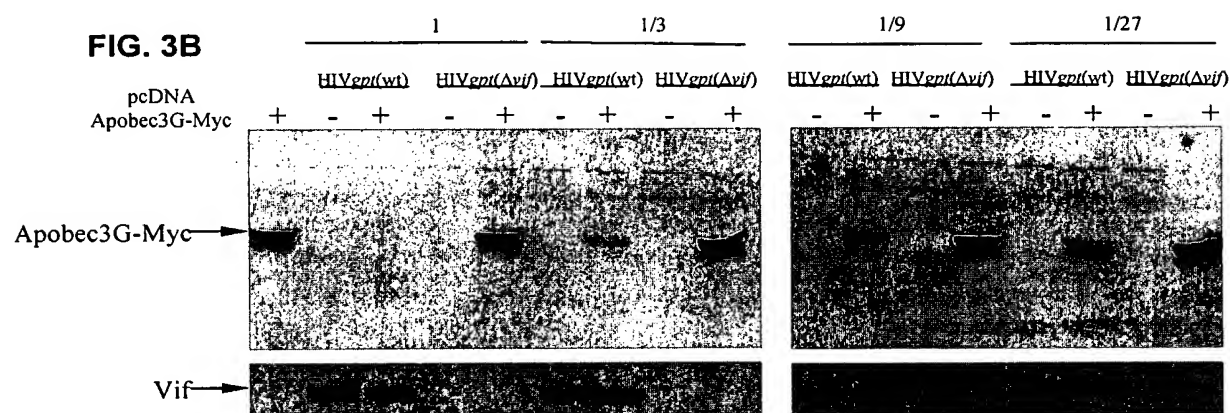 FIG. 3B
1 1/3 1/9 1/27
HIVgpt(wt) HIVgpt(Δvif) HIVgpt(wt) HIVgpt(Δvif) HIVgpt(wt) HIVgpt(Δvif) HIVgpt(wt) HIVgpt(Δvif)
pcDNA
Apobec3G-Myc + - + - + - + - + - + - + - + - +
Apobec3G-Myc
Vif